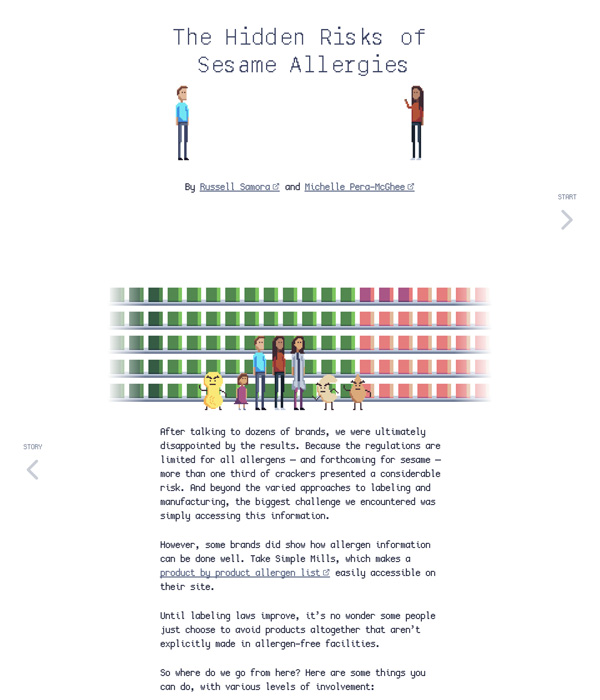 The Hidden Risks of
Sesame Allergies
By Russell Samora and Michelle Pera-McGhee
START
STORY
After talking to dozens of brands, we were ultimately
disappointed by the results. Because the regulations are
limited for all allergens — and forthcoming for sesame —
more than one third of crackers presented a considerable
risk. And beyond the varied approaches to labeling and
manufacturing, the biggest challenge we encountered was
simply accessing this information.
However, some brands did show how allergen information
can be done well. Take Simple Mills, which makes a
product by product allergen list easily accessible on
their site.
Until labeling laws improve, it’s no wonder some people
just choose to avoid products altogether that aren’t
explicitly made in allergen-free facilities.
So where do we go from here? Here are some things you
can do, with various levels of involvement: